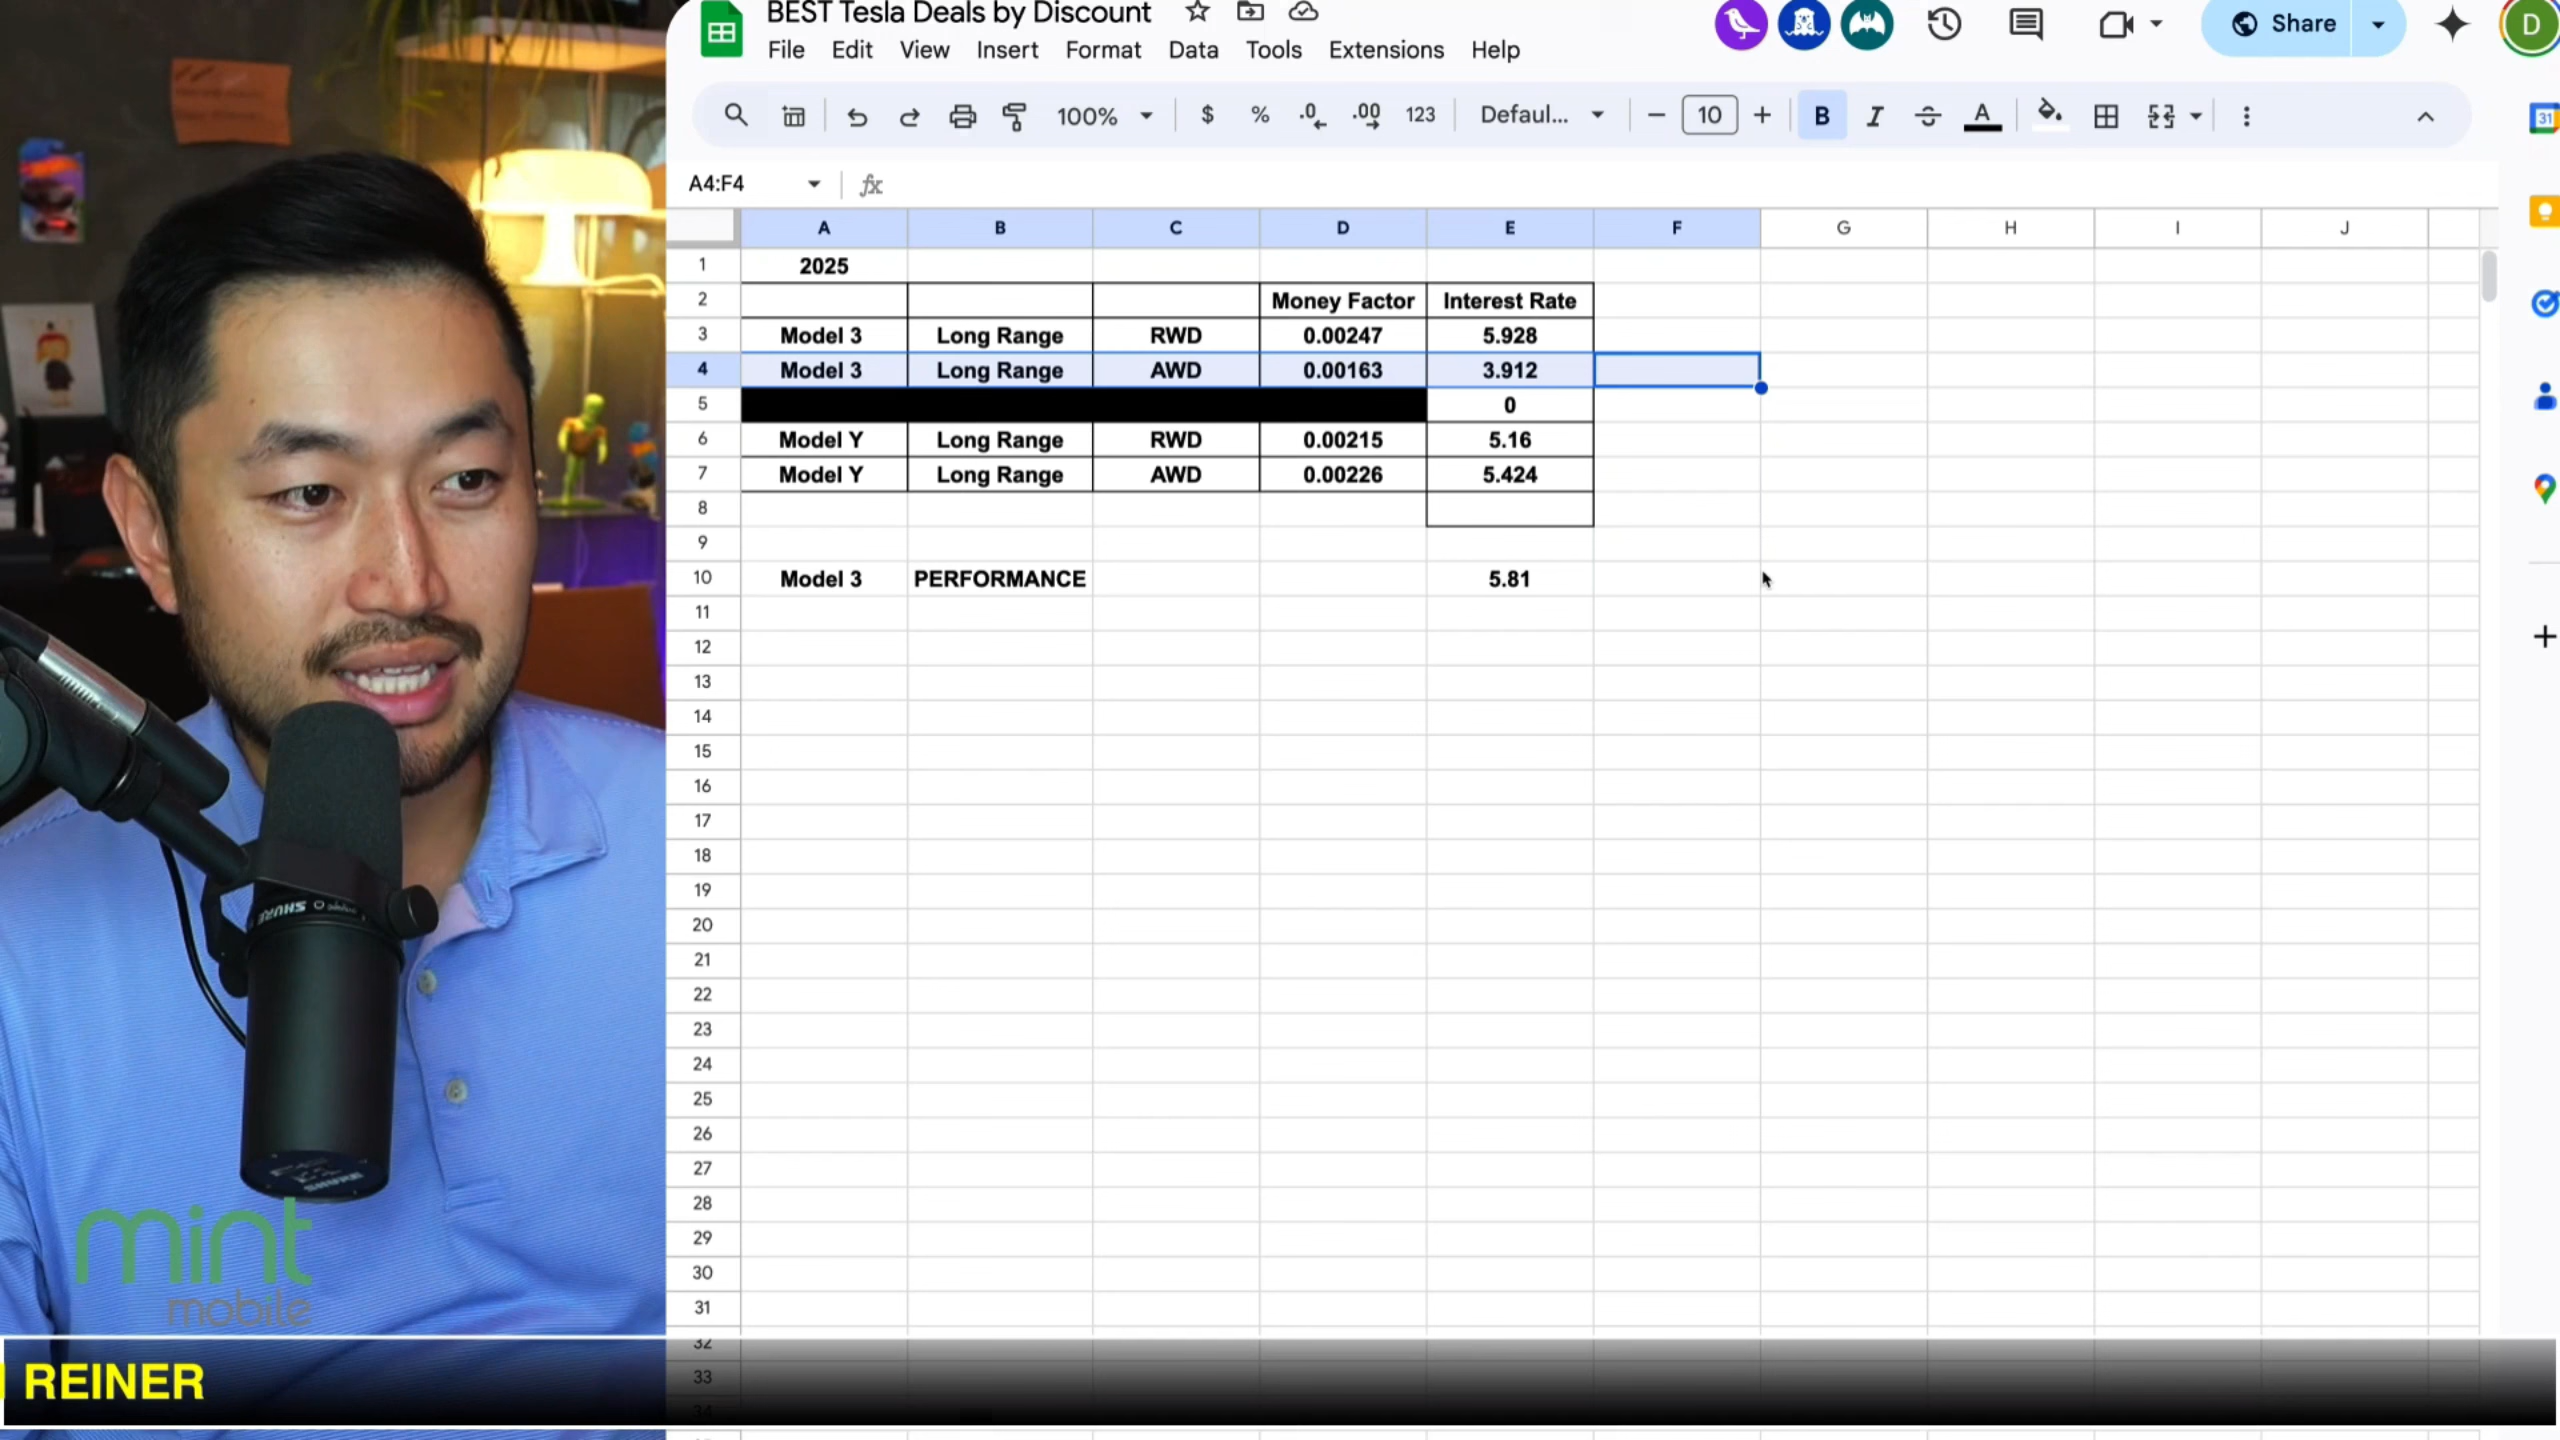 BEST Tesla Deals by Discount
File Edit View Insert Format Data Tools Extensions Help
Share
D
100% $ % .0 .00 123 Defaul... 10 B I A
31
A4:F4 fx
A B C D E F G H I J
1 2025
2 Money Factor Interest Rate
3 Model 3 Long Range RWD 0.00247 5.928
4 Model 3 Long Range AWD 0.00163 3.912
5 0
6 Model Y Long Range RWD 0.00215 5.16
7 Model Y Long Range AWD 0.00226 5.424
8
9
10 Model 3 PERFORMANCE 5.81
11
12
13
14
15
16
17
18
19
20
21
22
23
24
25
26
27
28
29
30
31
32
33
34
SHURE
mint
mobile
REINER